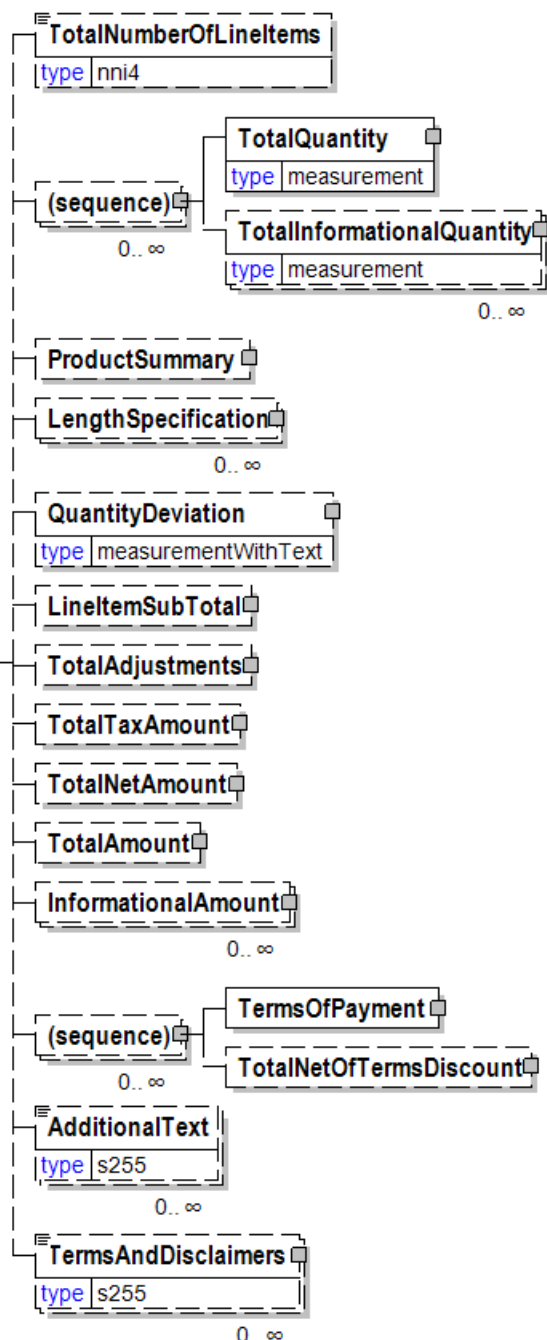 TotalNumberOfLineItems
type nni4
TotalQuantity
type measurement
(sequence)
0.. ∞
TotalInformationalQuantity
type measurement
0.. ∞
ProductSummary
LengthSpecification
0.. ∞
QuantityDeviation
type measurementWithText
LineItemSubTotal
TotalAdjustments
TotalTaxAmount
TotalNetAmount
TotalAmount
InformationalAmount
0.. ∞
TermsOfPayment
(sequence)
0.. ∞
TotalNetOfTermsDiscount
AdditionalText
type s255
0.. ∞
TermsAndDisclaimers
type s255
0.. ∞